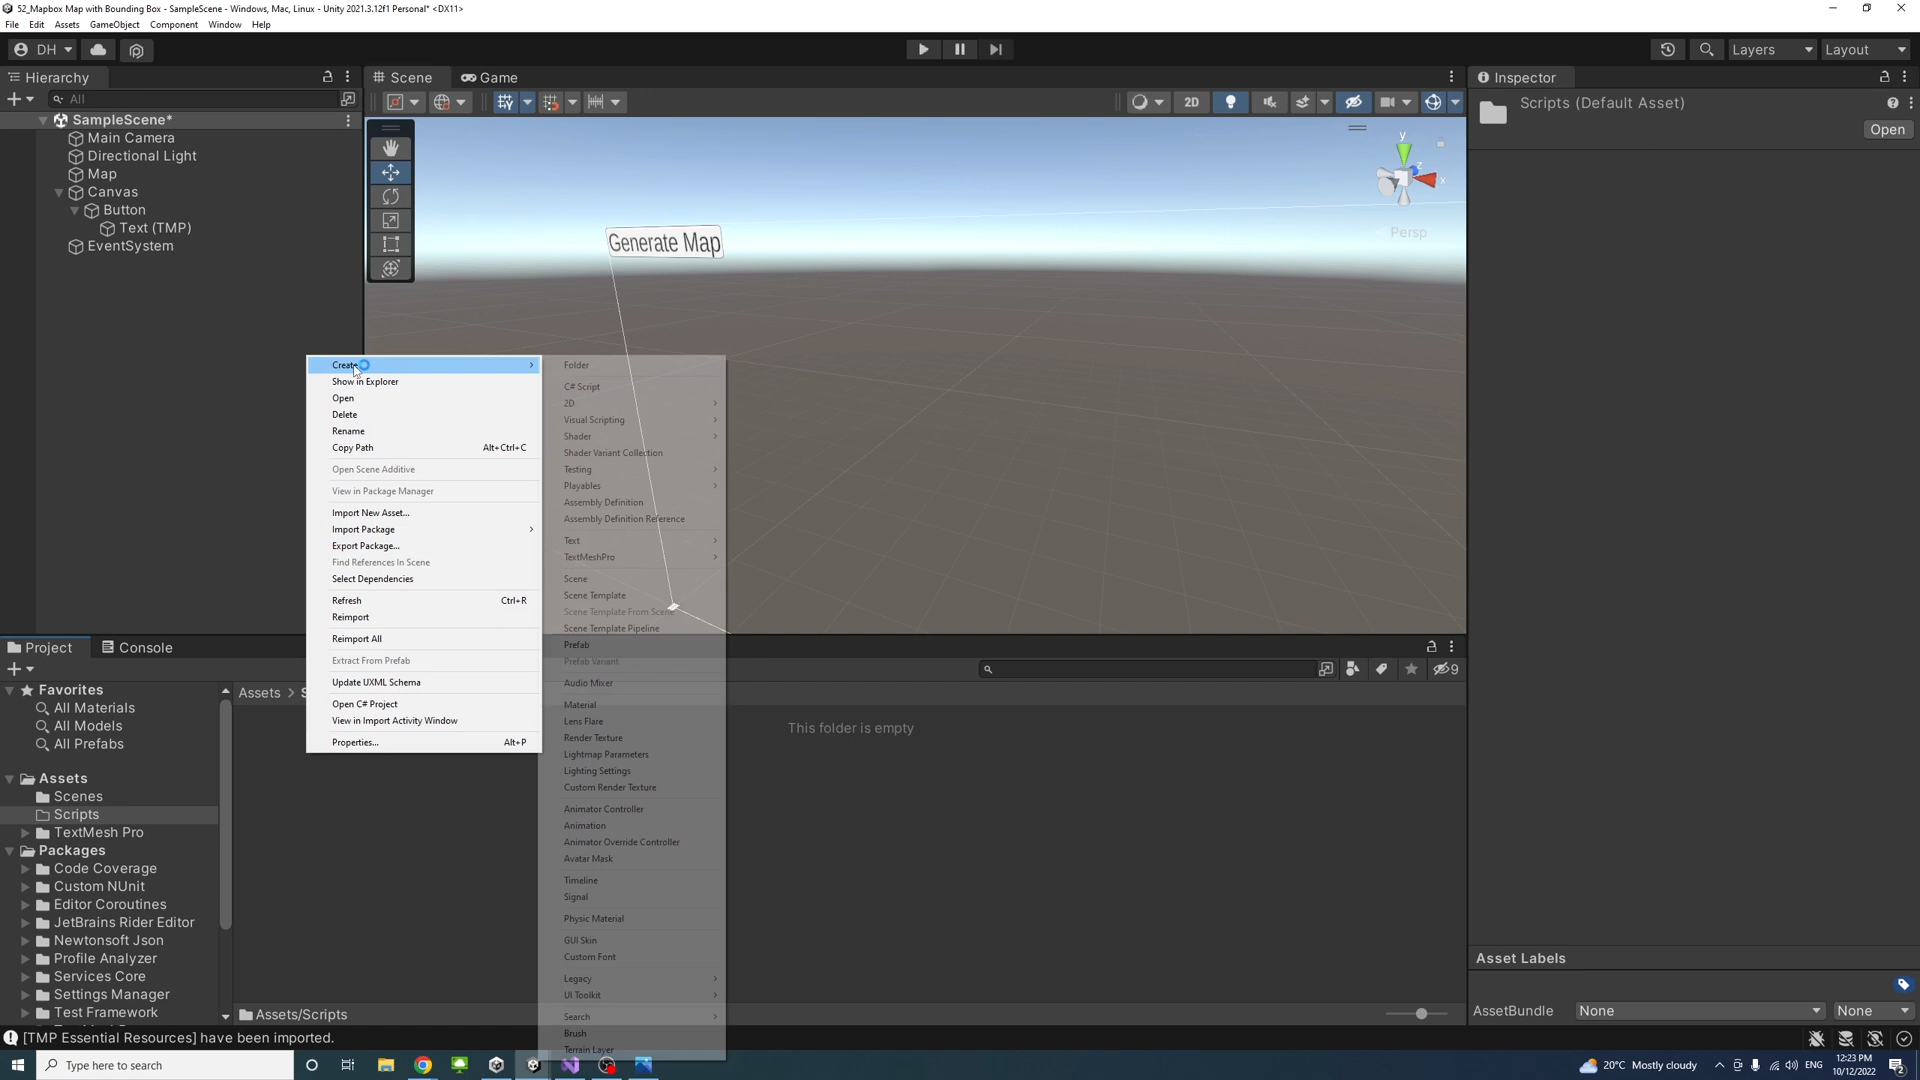 52_Mapbox Map with Bounding Box - SampleScene - Windows, Mac, Linux - Unity 2021.3.12f1 Personal* <DX11>
File Edit Assets GameObject Component Window Help
DH
Layers
Layout
Hierarchy
Scene
Game
Inspector
All
2D
Scripts (Default Asset)
Open
SampleScene*
Main Camera
Directional Light
Map
Canvas
Button
Text (TMP)
EventSystem
y
z
x
Persp
Generate Map
Create
Show in Explorer
Open
Delete
Rename
Copy Path Alt+Ctrl+C
Open Scene Additive
View in Package Manager
Import New Asset...
Import Package
Export Package...
Find References In Scene
Select Dependencies
Refresh Ctrl+R
Reimport
Reimport All
Extract From Prefab
Update UXML Schema
Open C# Project
View in Import Activity Window
Properties... Alt+P
Folder
C# Script
2D
Visual Scripting
Shader
Shader Variant Collection
Testing
Playables
Assembly Definition
Assembly Definition Reference
Text
TextMeshPro
Scene
Scene Template
Scene Template From Scene
Scene Template Pipeline
Prefab
Prefab Variant
Audio Mixer
Material
Lens Flare
Render Texture
Lightmap Parameters
Lighting Settings
Custom Render Texture
Animator Controller
Animation
Animator Override Controller
Avatar Mask
Timeline
Signal
Physic Material
GUI Skin
Custom Font
Legacy
UI Toolkit
Search
Brush
Terrain Layer
Project
Console
9
Favorites
All Materials
All Models
All Prefabs
Assets
Scenes
Scripts
TextMesh Pro
Packages
Code Coverage
Custom NUnit
Editor Coroutines
JetBrains Rider Editor
Newtonsoft Json
Profile Analyzer
Services Core
Settings Manager
Test Framework
Assets > S
This folder is empty
Assets/Scripts
Asset Labels
AssetBundle None None
[TMP Essential Resources] have been imported.
Type here to search
20°C Mostly cloudy
ENG
12:23 PM
10/12/2022
2